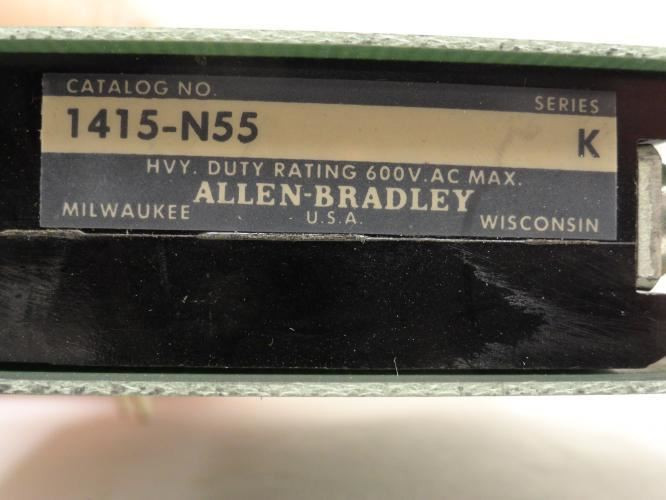 CATALOG NO.
SERIES
1415-N55
K
HVY. DUTY RATING 600V. AC MAX.
ALLEN-BRADLEY
MILWAUKEE U.S.A. WISCONSIN